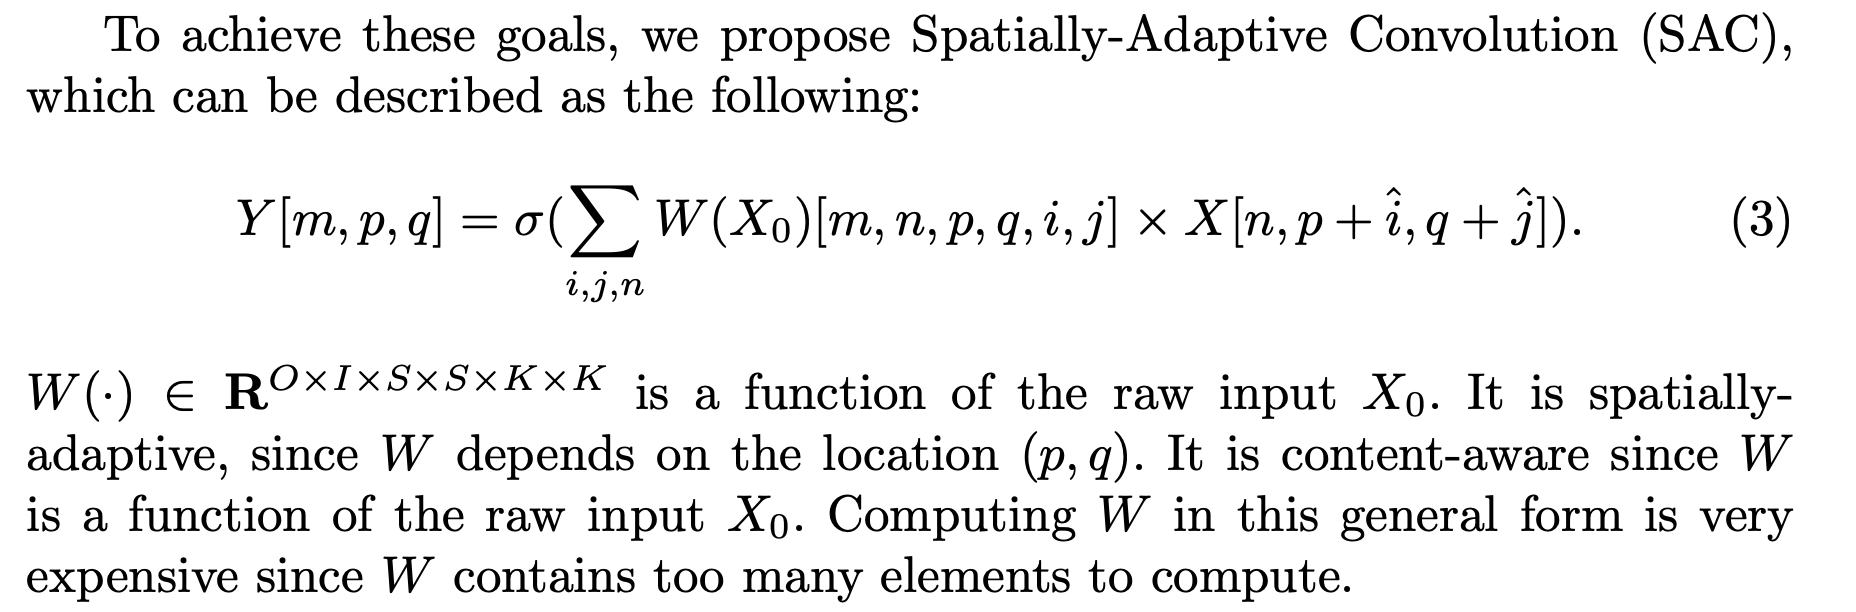 To achieve these goals, we propose Spatially-Adaptive Convolution (SAC),
which can be described as the following:
Y[m, p, q] = σ(∑_{i,j,n} W(X₀)[m, n, p, q, i, j] × X[n, p + î, q + ĵ]). (3)
W(·) ∈ R^{O×I×S×S×K×K} is a function of the raw input X₀. It is spatially-
adaptive, since W depends on the location (p, q). It is content-aware since W
is a function of the raw input X₀. Computing W in this general form is very
expensive since W contains too many elements to compute.